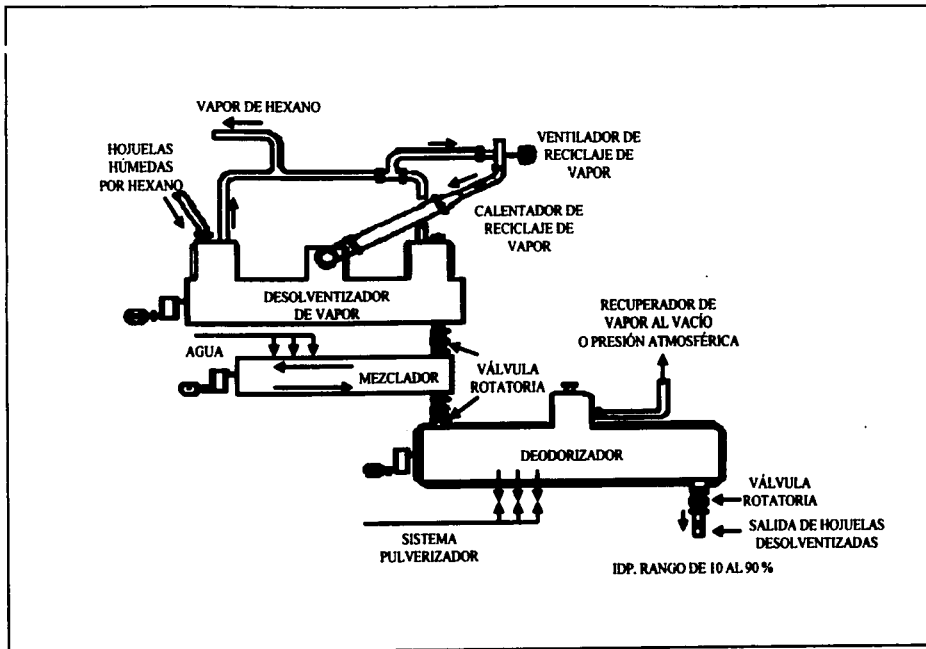 VAPOR DE HEXANO
HOJUELAS
HÚMEDAS
POR HEXANO
VENTILADOR DE
RECICLAJE DE
VAPOR
CALENTADOR DE
RECICLAJE DE
VAPOR
DESOLVENTIZADOR
DE VAPOR
RECUPERADOR DE
VAPOR AL VACÍO
O PRESIÓN ATMOSFÉRICA
AGUA
MEZCLADOR
VÁLVULA
ROTATORIA
DEODORIZADOR
VÁLVULA
ROTATORIA
SISTEMA
PULVERIZADOR
SALIDA DE HOJUELAS
DESOLVENTIZADAS
IDP. RANGO DE 10 AL 90 %